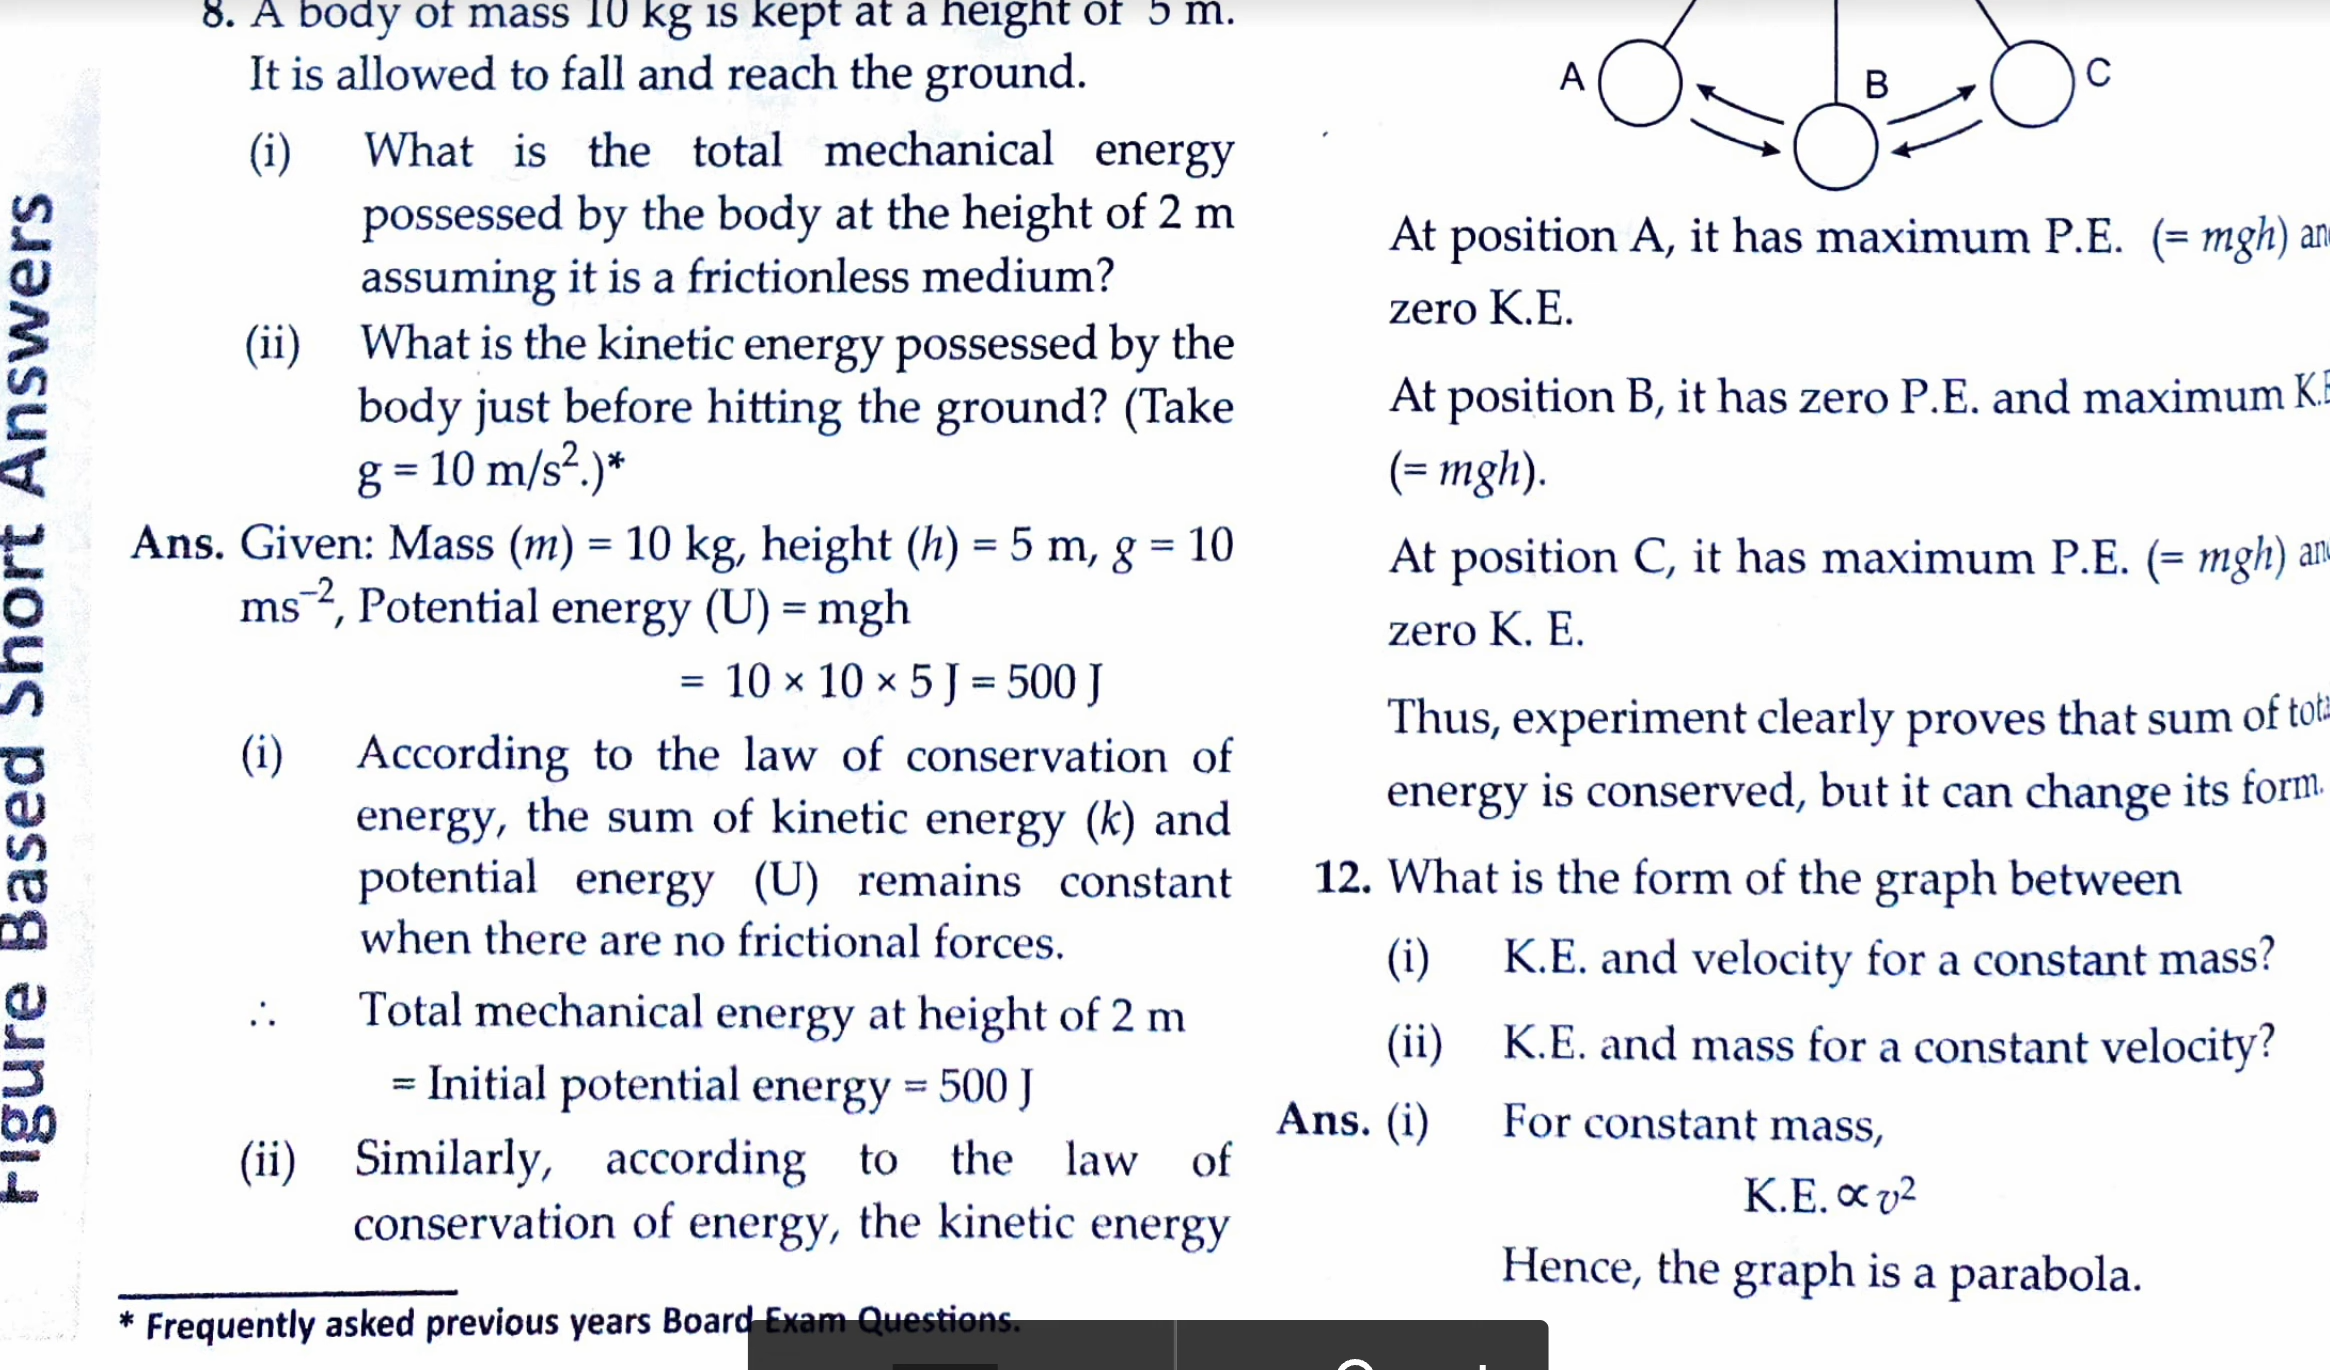 Figure Based Short Answers
8. A body of mass 10 kg is kept at a height of 5 m.
It is allowed to fall and reach the ground.
(i) What is the total mechanical energy
possessed by the body at the height of 2 m
assuming it is a frictionless medium?
(ii) What is the kinetic energy possessed by the
body just before hitting the ground? (Take
g = 10 m/s².)*
Ans. Given: Mass (m) = 10 kg, height (h) = 5 m, g = 10
ms⁻², Potential energy (U) = mgh
= 10 × 10 × 5 J = 500 J
(i) According to the law of conservation of
energy, the sum of kinetic energy (k) and
potential energy (U) remains constant
when there are no frictional forces.
∴ Total mechanical energy at height of 2 m
= Initial potential energy = 500 J
(ii) Similarly, according to the law of
conservation of energy, the kinetic energy
* Frequently asked previous years Board Exam Questions.
A B C
At position A, it has maximum P.E. (= mgh) an
zero K.E.
At position B, it has zero P.E. and maximum K.E
(= mgh).
At position C, it has maximum P.E. (= mgh) an
zero K. E.
Thus, experiment clearly proves that sum of tota
energy is conserved, but it can change its form.
12. What is the form of the graph between
(i) K.E. and velocity for a constant mass?
(ii) K.E. and mass for a constant velocity?
Ans. (i) For constant mass,
K.E. ∝ v²
Hence, the graph is a parabola.